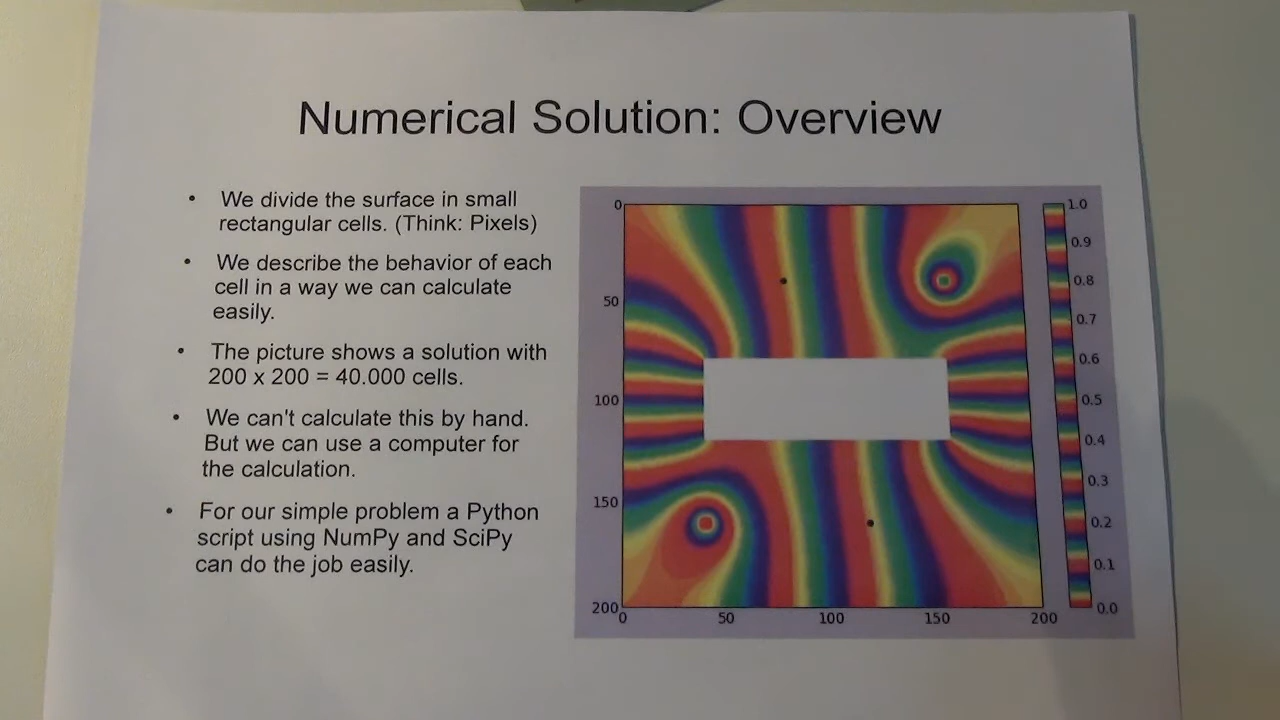 Numerical Solution: Overview
• We divide the surface in small
rectangular cells. (Think: Pixels)
• We describe the behavior of each
cell in a way we can calculate
easily.
• The picture shows a solution with
200 x 200 = 40.000 cells.
• We can't calculate this by hand.
But we can use a computer for
the calculation.
• For our simple problem a Python
script using NumPy and SciPy
can do the job easily.
0
50
100
150
200
0 50 100 150 200
1.0
0.9
0.8
0.7
0.6
0.5
0.4
0.3
0.2
0.1
0.0